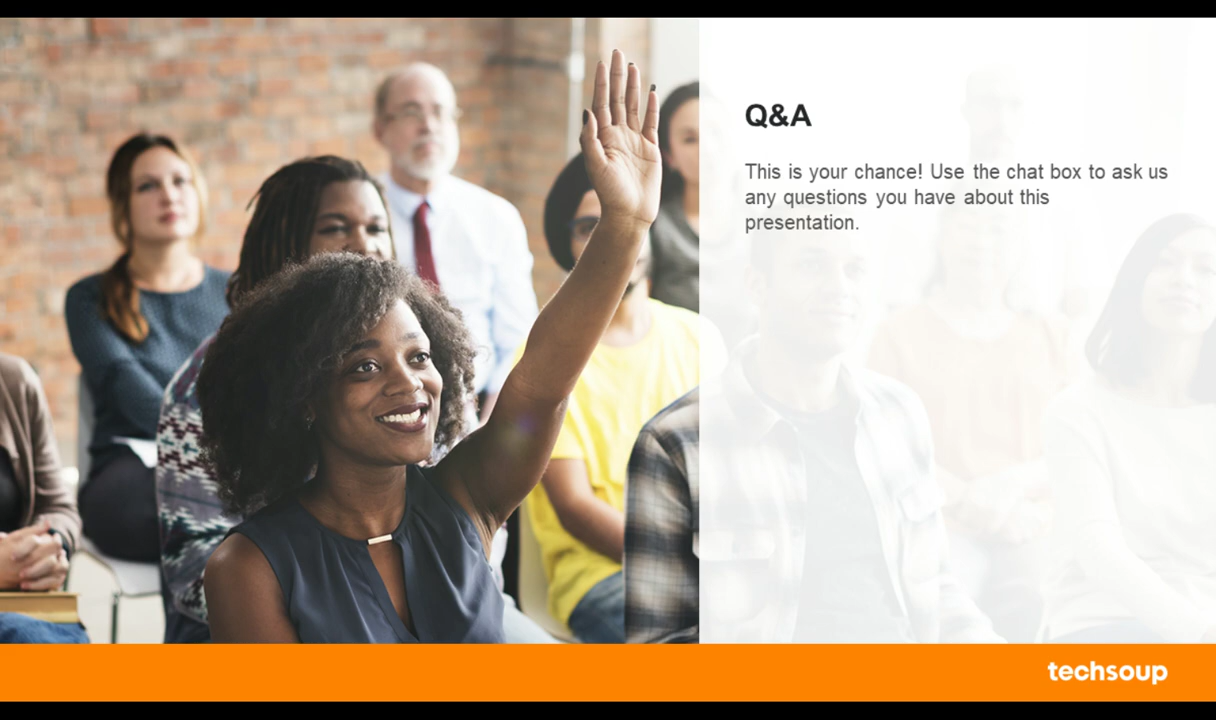 Q&A
This is your chance! Use the chat box to ask us
any questions you have about this
presentation.
techsoup